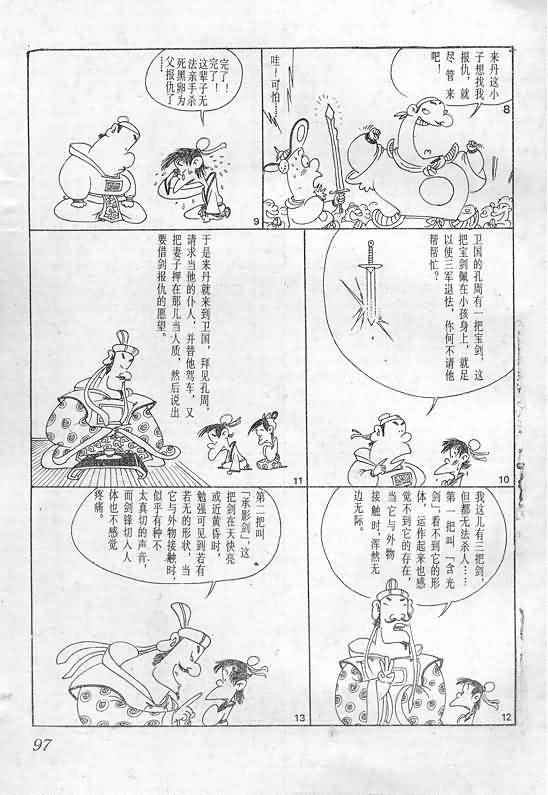 来丹这小
子想找我
报仇，就
尽管来
吧！
8
哇！可怕……
完了！
完了！
这辈子无
法亲手杀
死黑卵为
父报仇了
……
9
卫国的孔周有一把宝剑，这
把宝剑佩在小孩身上，就足
以使三军退怯，你何不请他
帮帮忙？
10
于是来丹就来到卫国，拜见孔周，
请求当他的仆人，并替他驾车，又
把妻子押在那儿当人质，然后说出
要借剑报仇的愿望。
11
我这儿有三把剑，
但都无法杀人……
第一把叫「含光
剑」看不到它的形
体，运作起来也感
觉不到它的存在，
当它与外物
接触时，浑然无
边无际。
12
第二把叫
「承影剑」，这
把剑在天快亮
或近黄昏时，
勉强可见到若有
若无的形状，当
它与外物接触时，
似乎有种不
太真切的声音，
而剑锋切人人
体也不感觉
疼痛。
13
97